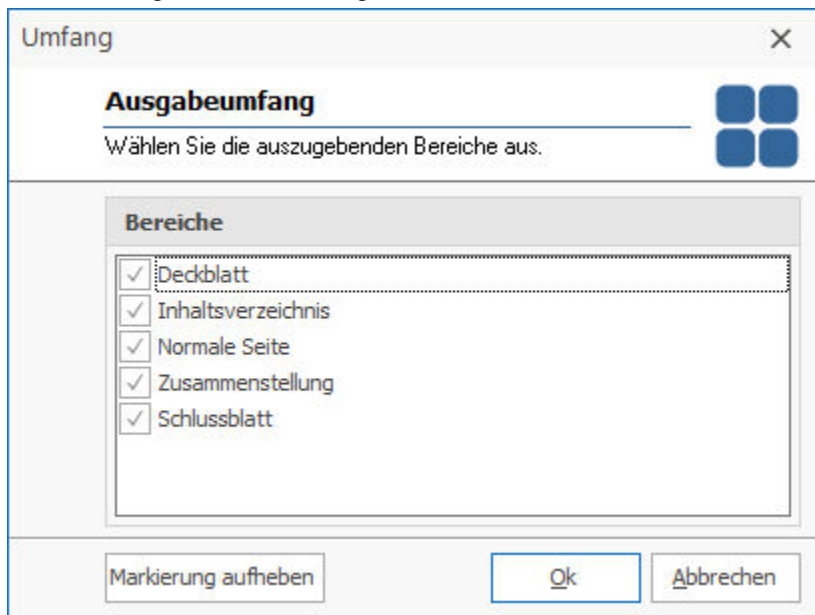 Umfang
Ausgabeumfang
Wählen Sie die auszugebenden Bereiche aus.
Bereiche
Deckblatt
Inhaltsverzeichnis
Normale Seite
Zusammenstellung
Schlussblatt
Markierung aufheben Ok Abbrechen